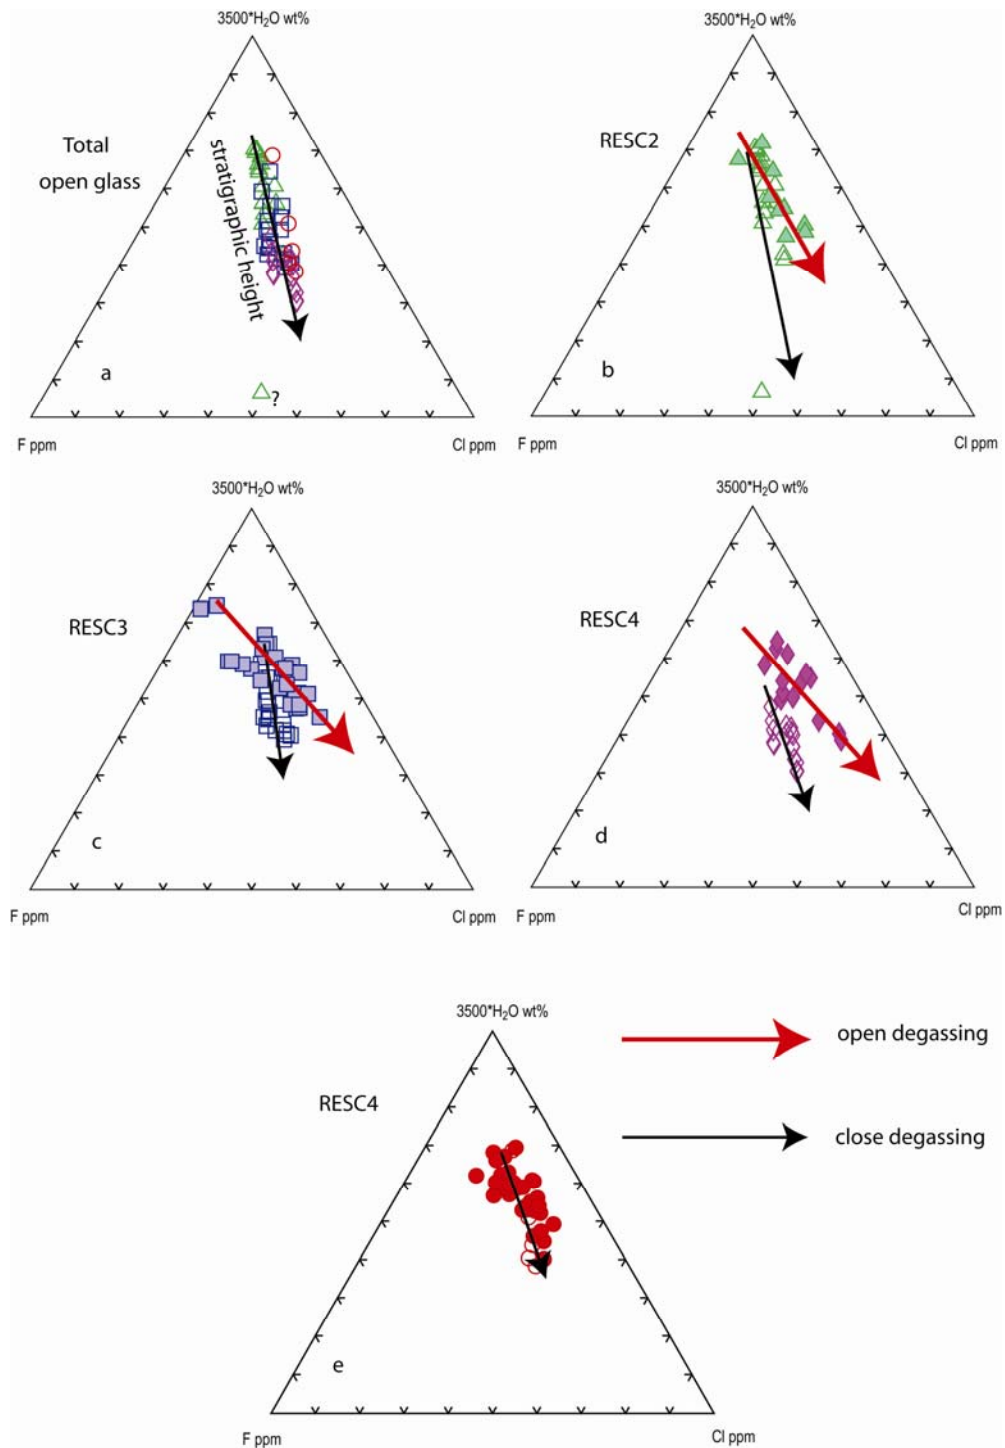 3500*H₂O wt%
Total
open glass
stratigraphic height
a
?
F ppm
Cl ppm
3500*H₂O wt%
RESC2
b
F ppm
Cl ppm
3500*H₂O wt%
RESC3
c
F ppm
Cl ppm
3500*H₂O wt%
RESC4
d
F ppm
Cl ppm
3500*H₂O wt%
RESC4
e
F ppm
Cl ppm
open degassing
close degassing